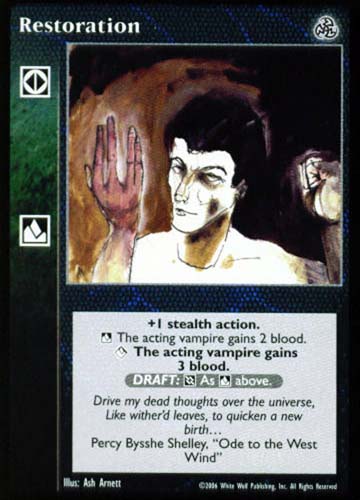 Restoration
+1 stealth action.
The acting vampire gains 2 blood.
The acting vampire gains
3 blood.
DRAFT: As above.
Drive my dead thoughts over the universe,
Like wither'd leaves, to quicken a new
birth...
Percy Bysshe Shelley, "Ode to the West
Wind"
Illus: Ash Arnett
©2006 White Wolf Publishing, Inc. All Rights Reserved